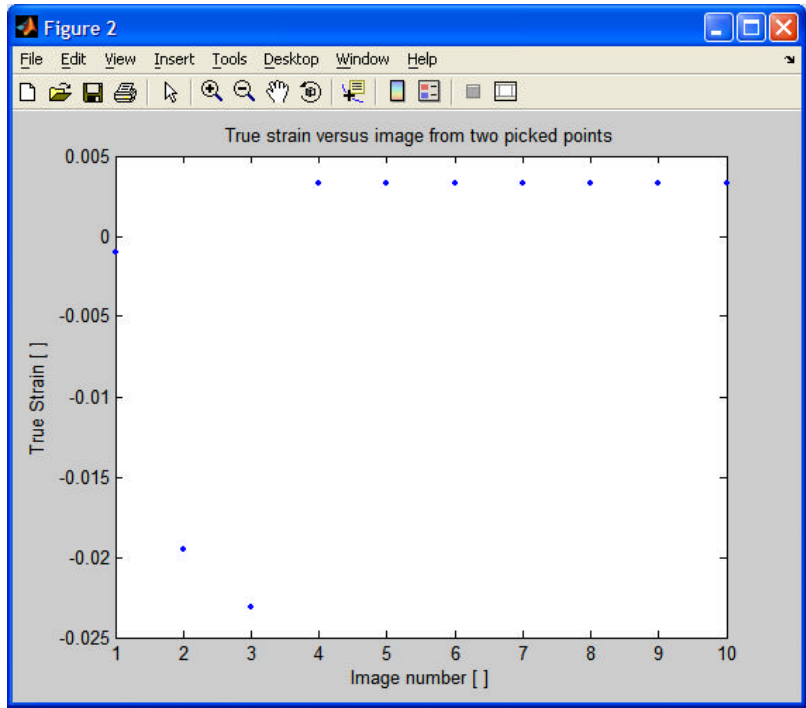 Figure 2
File Edit View Insert Tools Desktop Window Help
True strain versus image from two picked points
0.005
0
-0.005
-0.01
-0.015
-0.02
-0.025
True Strain [ ]
1 2 3 4 5 6 7 8 9 10
Image number [ ]